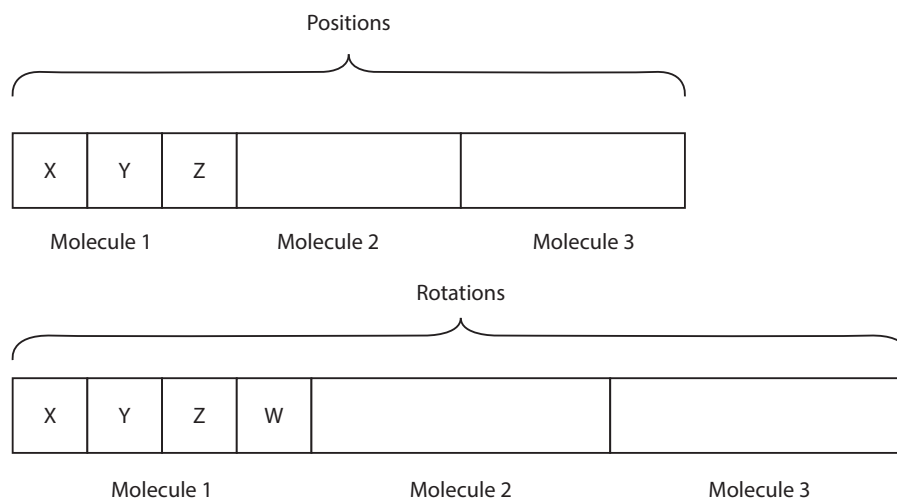 Positions
X Y Z
Molecule 1 Molecule 2 Molecule 3
Rotations
X Y Z W
Molecule 1 Molecule 2 Molecule 3